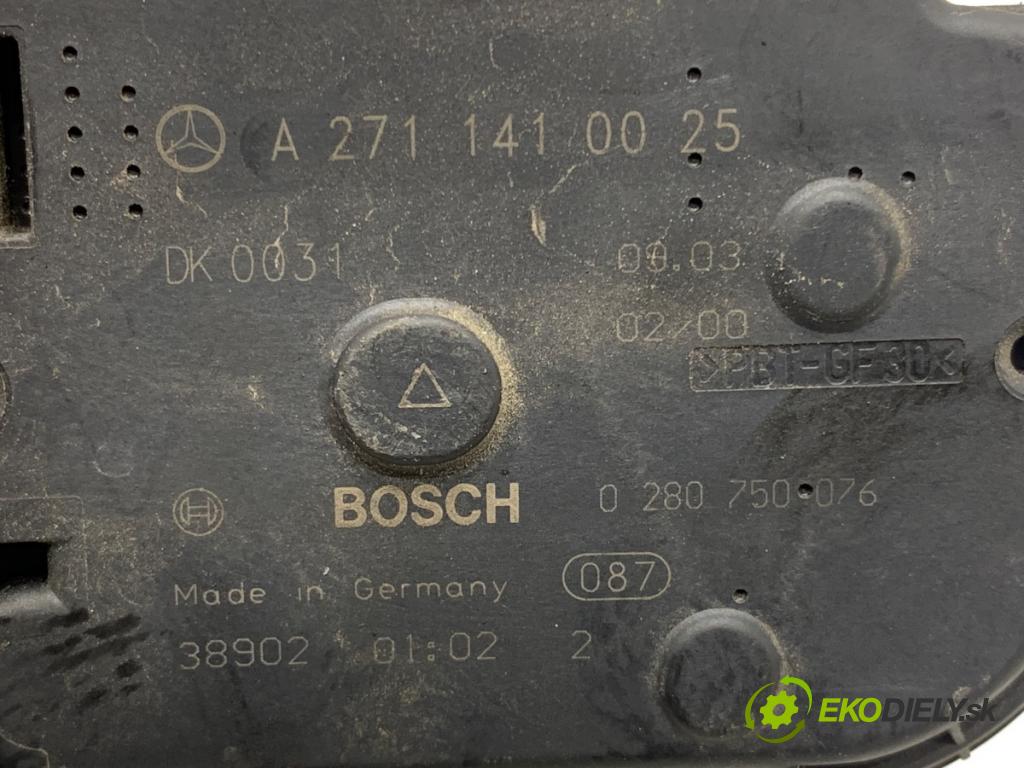 A 271 141 00 25
DK 0031
09.03
02/00
>PBT-GF30<
BOSCH
0 280 750 076
Made in Germany
087
38902 01:02 2
EKODIELY.sk